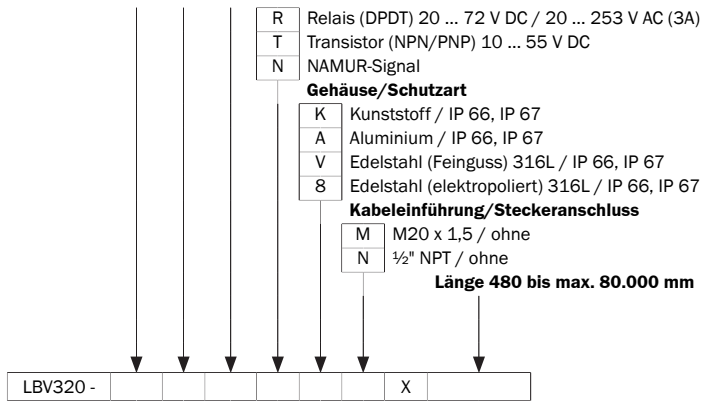 R Relais (DPDT) 20 ... 72 V DC / 20 ... 253 V AC (3A)
T Transistor (NPN/PNP) 10 ... 55 V DC
N NAMUR-Signal
Gehäuse/Schutzart
K Kunststoff / IP 66, IP 67
A Aluminium / IP 66, IP 67
V Edelstahl (Feinguss) 316L / IP 66, IP 67
8 Edelstahl (elektropoliert) 316L / IP 66, IP 67
Kabeleinführung/Steckeranschluss
M M20 x 1,5 / ohne
N ½" NPT / ohne
Länge 480 bis max. 80.000 mm
LBV320 - X